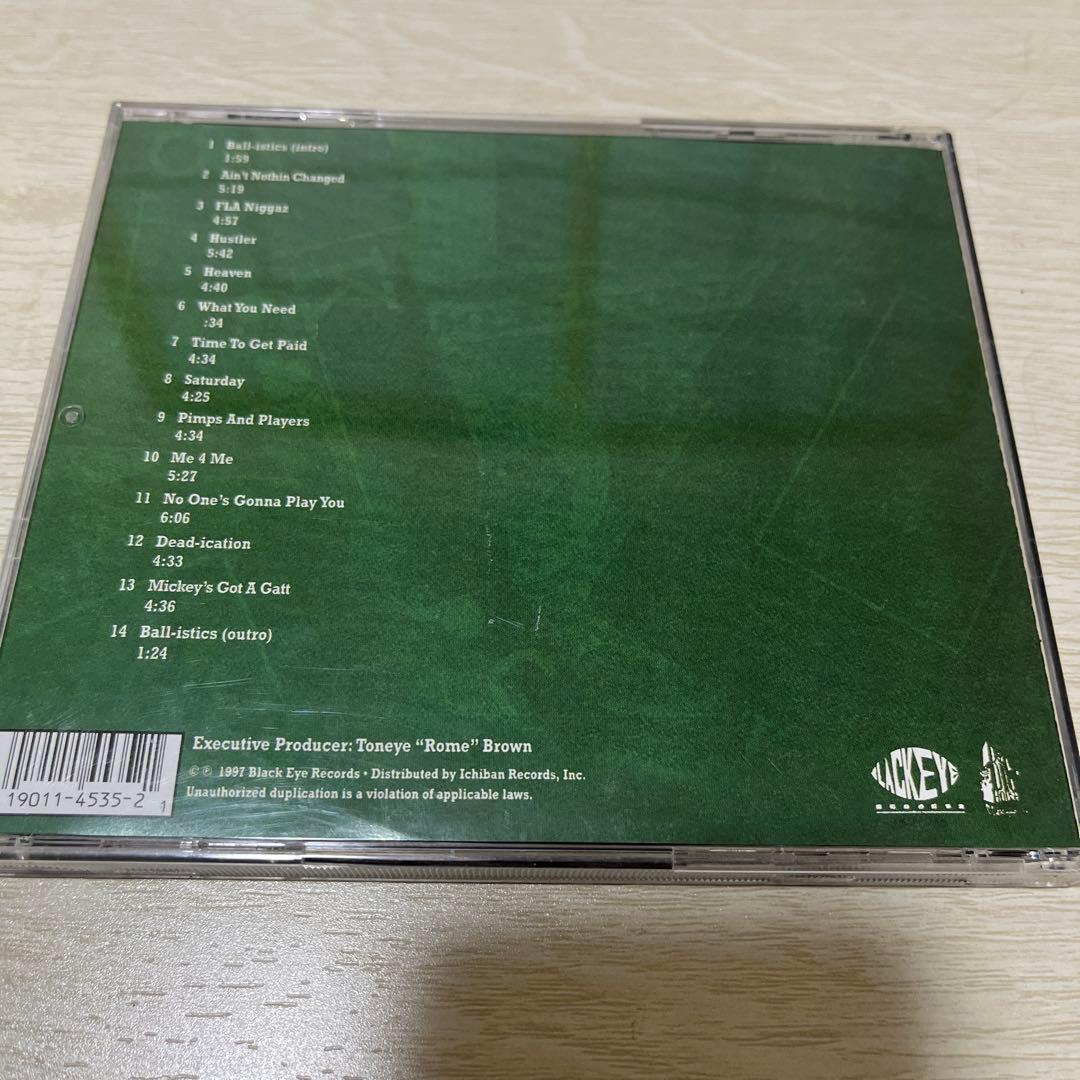 1 Ball-istics (intro)
1:59
2 Ain't Nothin Changed
5:19
3 FLA Niggaz
4:57
4 Hustler
5:42
5 Heaven
4:40
6 What You Need
:34
7 Time To Get Paid
4:34
8 Saturday
4:25
9 Pimps And Players
4:34
10 Me 4 Me
5:27
11 No One's Gonna Play You
6:06
12 Dead-ication
4:33
13 Mickey's Got A Gatt
4:36
14 Ball-istics (outro)
1:24
Executive Producer: Toneye "Rome" Brown
© ℗ 1997 Black Eye Records • Distributed by Ichiban Records, Inc.
Unauthorized duplication is a violation of applicable laws.
19011-4535-2 1
BLACKEYE
RECORDS